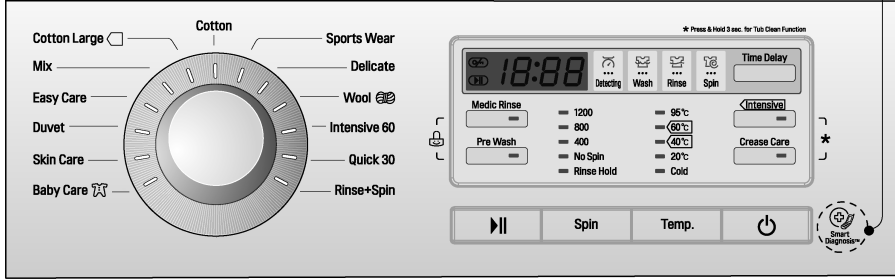 Cotton
Cotton Large
Sports Wear
Mix
Delicate
Easy Care
Wool
Duvet
Intensive 60
Skin Care
Quick 30
Baby Care
Rinse+Spin
* Press & Hold 3 sec. for Tub Clean Function
18:88
Detecting
Wash
Rinse
Spin
Time Delay
Medic Rinse
Pre Wash
1200
800
400
No Spin
Rinse Hold
95°C
60°C
40°C
20°C
Cold
Intensive
Crease Care
*
Spin
Temp.
Smart
Diagnosis™